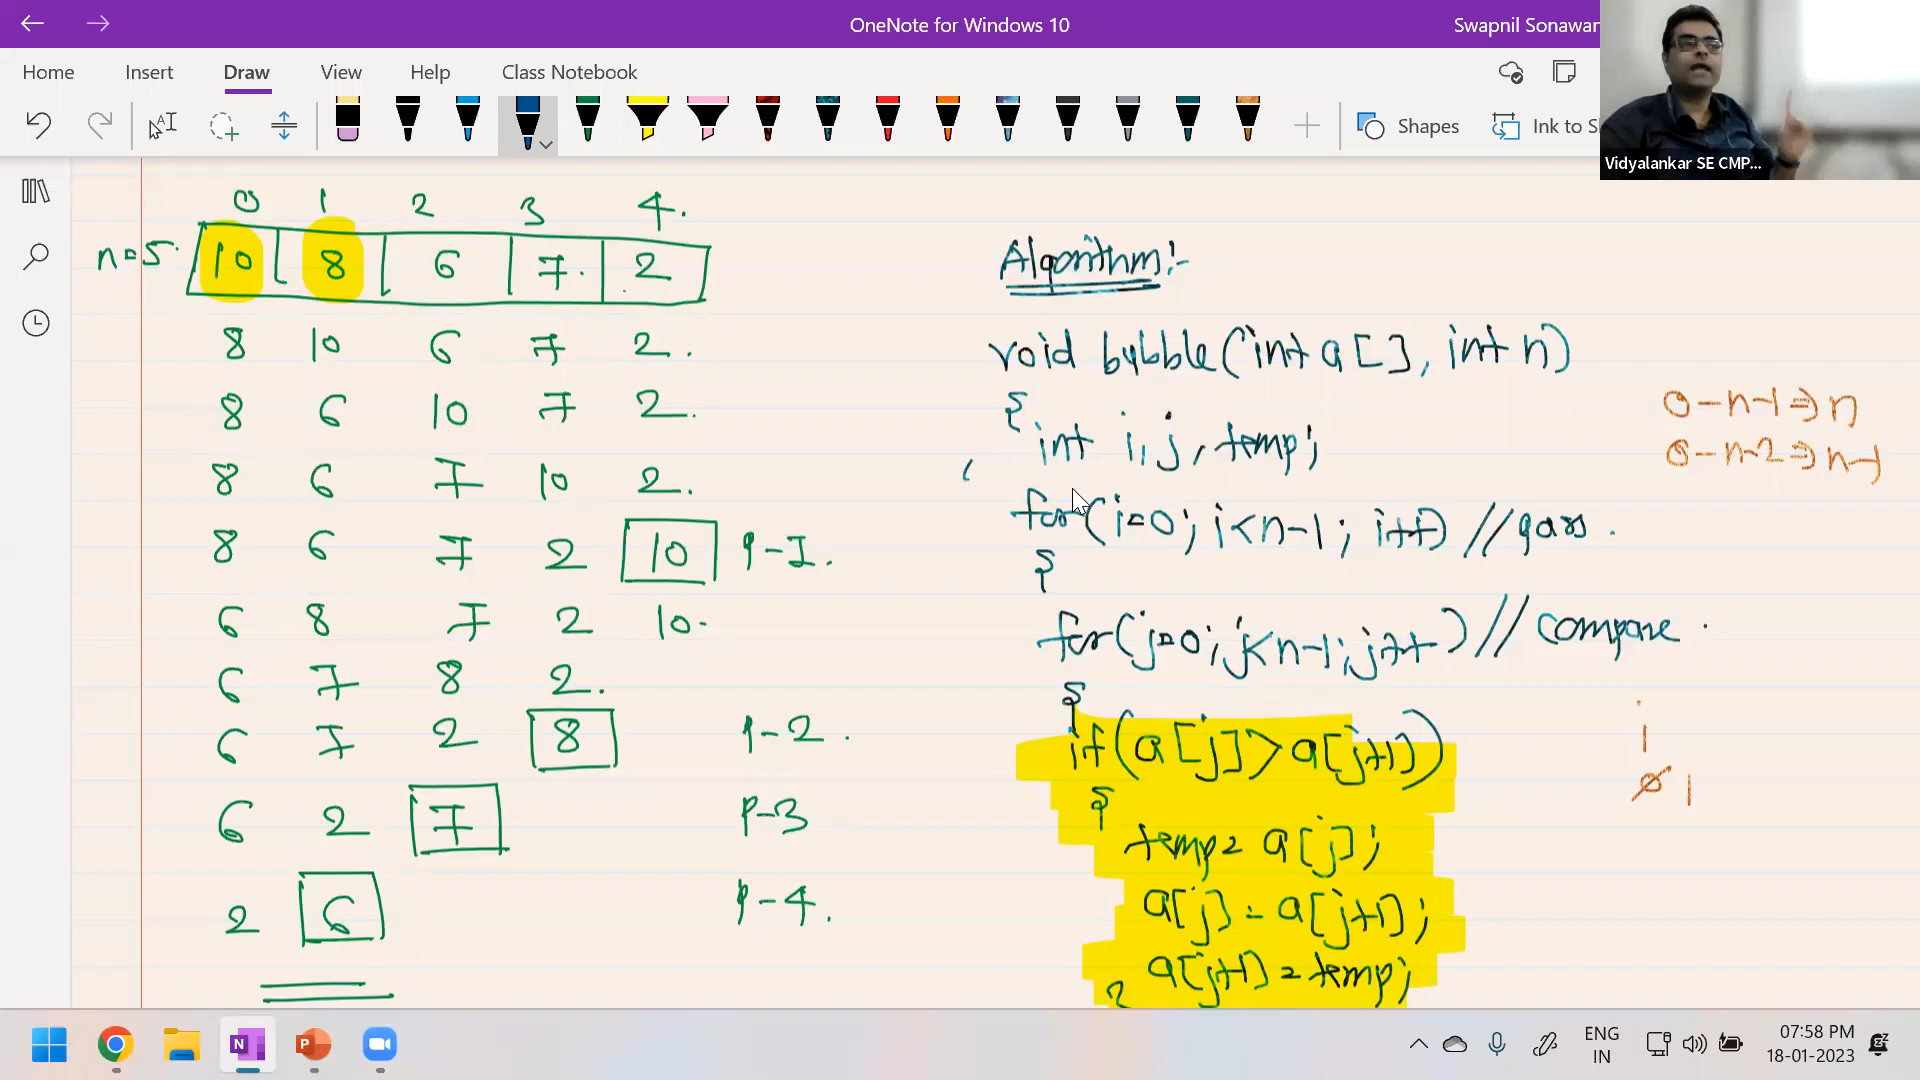 OneNote for Windows 10
Swapnil Sonawan
Home Insert Draw View Help Class Notebook
Shapes Ink to S
Vidyalankar SE CMP...
0 1 2 3 4.
n=5. 10 8 6 7. 2
8 10 6 7 2.
8 6 10 7 2.
8 6 7 10 2.
8 6 7 2 10 P-I.
6 8 7 2 10.
6 7 8 2.
6 7 2 8 P-2.
6 2 7 P-3
2 6 P-4.
Algorithm:-
void bubble(int a[], int n)
{
int i,j, temp;
for(i=0; i<n-1; i++) //pass.
{
for(j=0; j<n-1; j++) // compare.
{
if(a[j]>a[j+1])
{
temp= a[j];
a[j] = a[j+1];
a[j+1] = temp;
0-n-1⇒n
0-n-2⇒n-1
i
1
0 1
ENG
IN
07:58 PM
18-01-2023